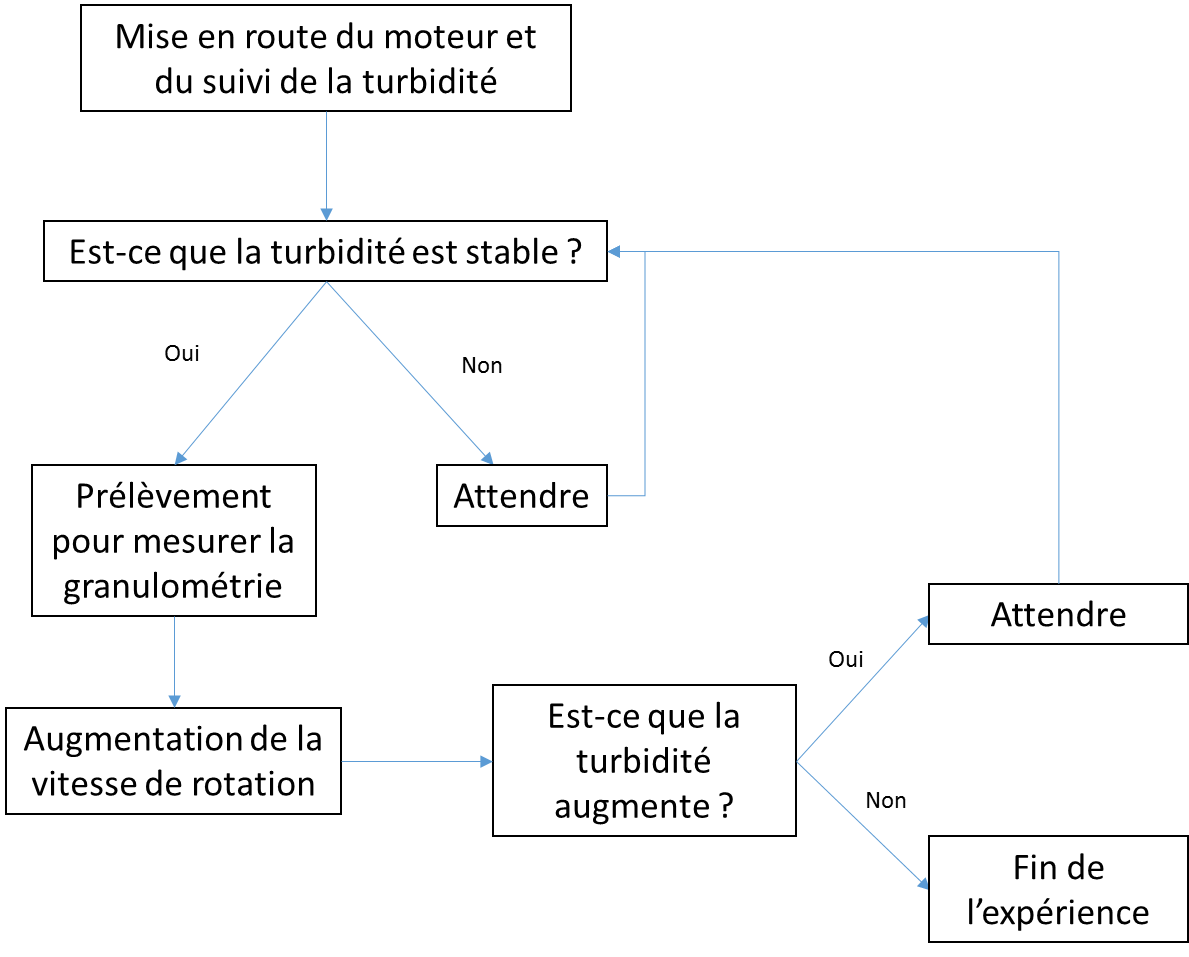 Mise en route du moteur et
du suivi de la turbidité
Est-ce que la turbidité est stable ?
Oui
Non
Prélèvement
pour mesurer la
granulométrie
Attendre
Augmentation de la
vitesse de rotation
Est-ce que la
turbidité
augmente ?
Oui
Non
Attendre
Fin de
l’expérience